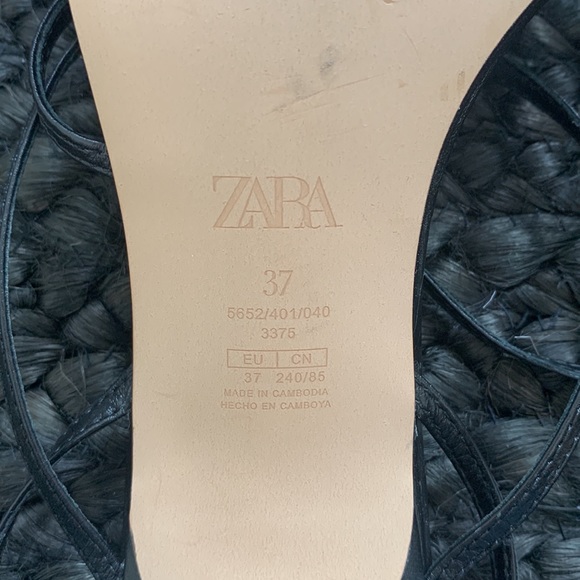 ZARA
37
5652/401/040
3375
EU CN
37 240/85
MADE IN CAMBODIA
HECHO EN CAMBOYA